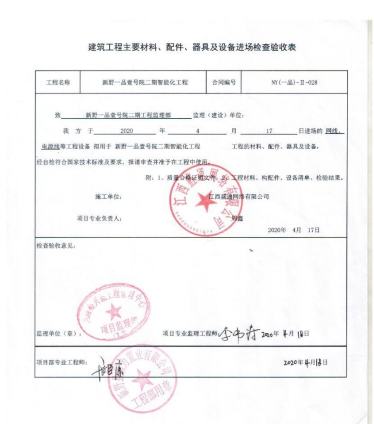 建筑工程主要材料、配件、器具及设备进场检查验收表
工程名称 新野一品壹号院二期智能化工程 合同编号 NY(一品)-II-028
致 新野一品壹号院二期工程监理部 监理(建设)单位:
我 方 于 2020 年 4 月 17 日进场的 网线、
电源线等工程设备 拟用于 新野一品壹号院二期智能化工程 工程的材料、配件、器具及设备,
经自检符合国家技术标准及要求,报请审查并准予在工程中使用。
附:1、质量合格证明文件 2、工程材料、构配件、设备清单、检验结果。
施工单位: 江西 网络有限公司
项目专业负责人:
2020年 4月 17日
检查验收意见:
项目监理
监理单位(章): 项目专业监理工程师: 2020年 4月 18日
项目部专业工程师: 2020年 4月 18日
工程部用章